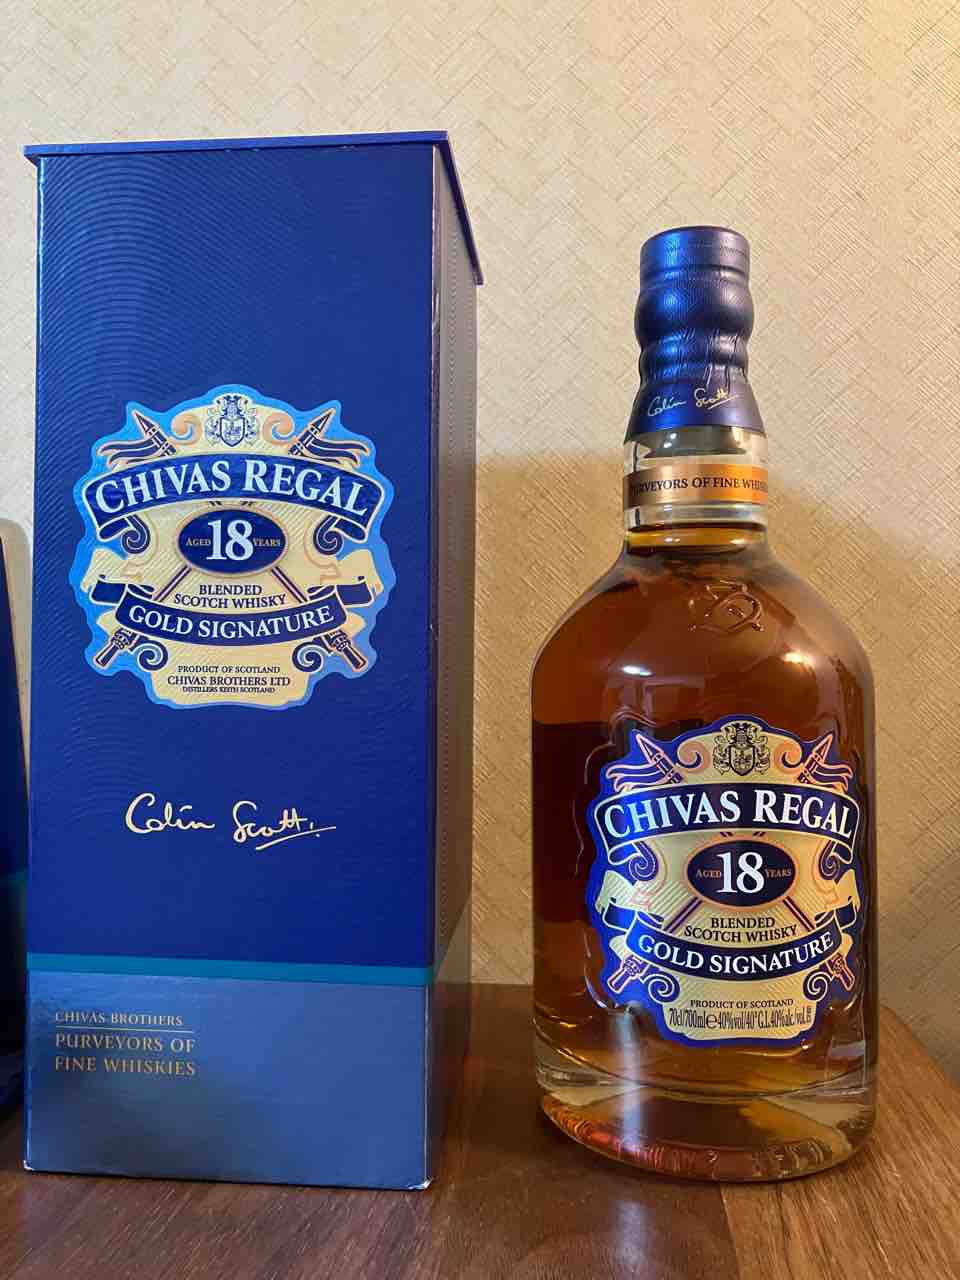 CHIVAS REGAL
AGED 18 YEARS
BLENDED
SCOTCH WHISKY
GOLD SIGNATURE
PRODUCT OF SCOTLAND
CHIVAS BROTHERS LTD
DISTILLERS KEITH SCOTLAND
Colin Scott.
CHIVAS BROTHERS
PURVEYORS OF
FINE WHISKIES
Colin Scott
PURVEYORS OF FINE WHISKI
CHIVAS REGAL
AGED 18 YEARS
BLENDED
SCOTCH WHISKY
GOLD SIGNATURE
PRODUCT OF SCOTLAND
70cl/700ml℮40%vol/40°G.L.40%alc./vol.